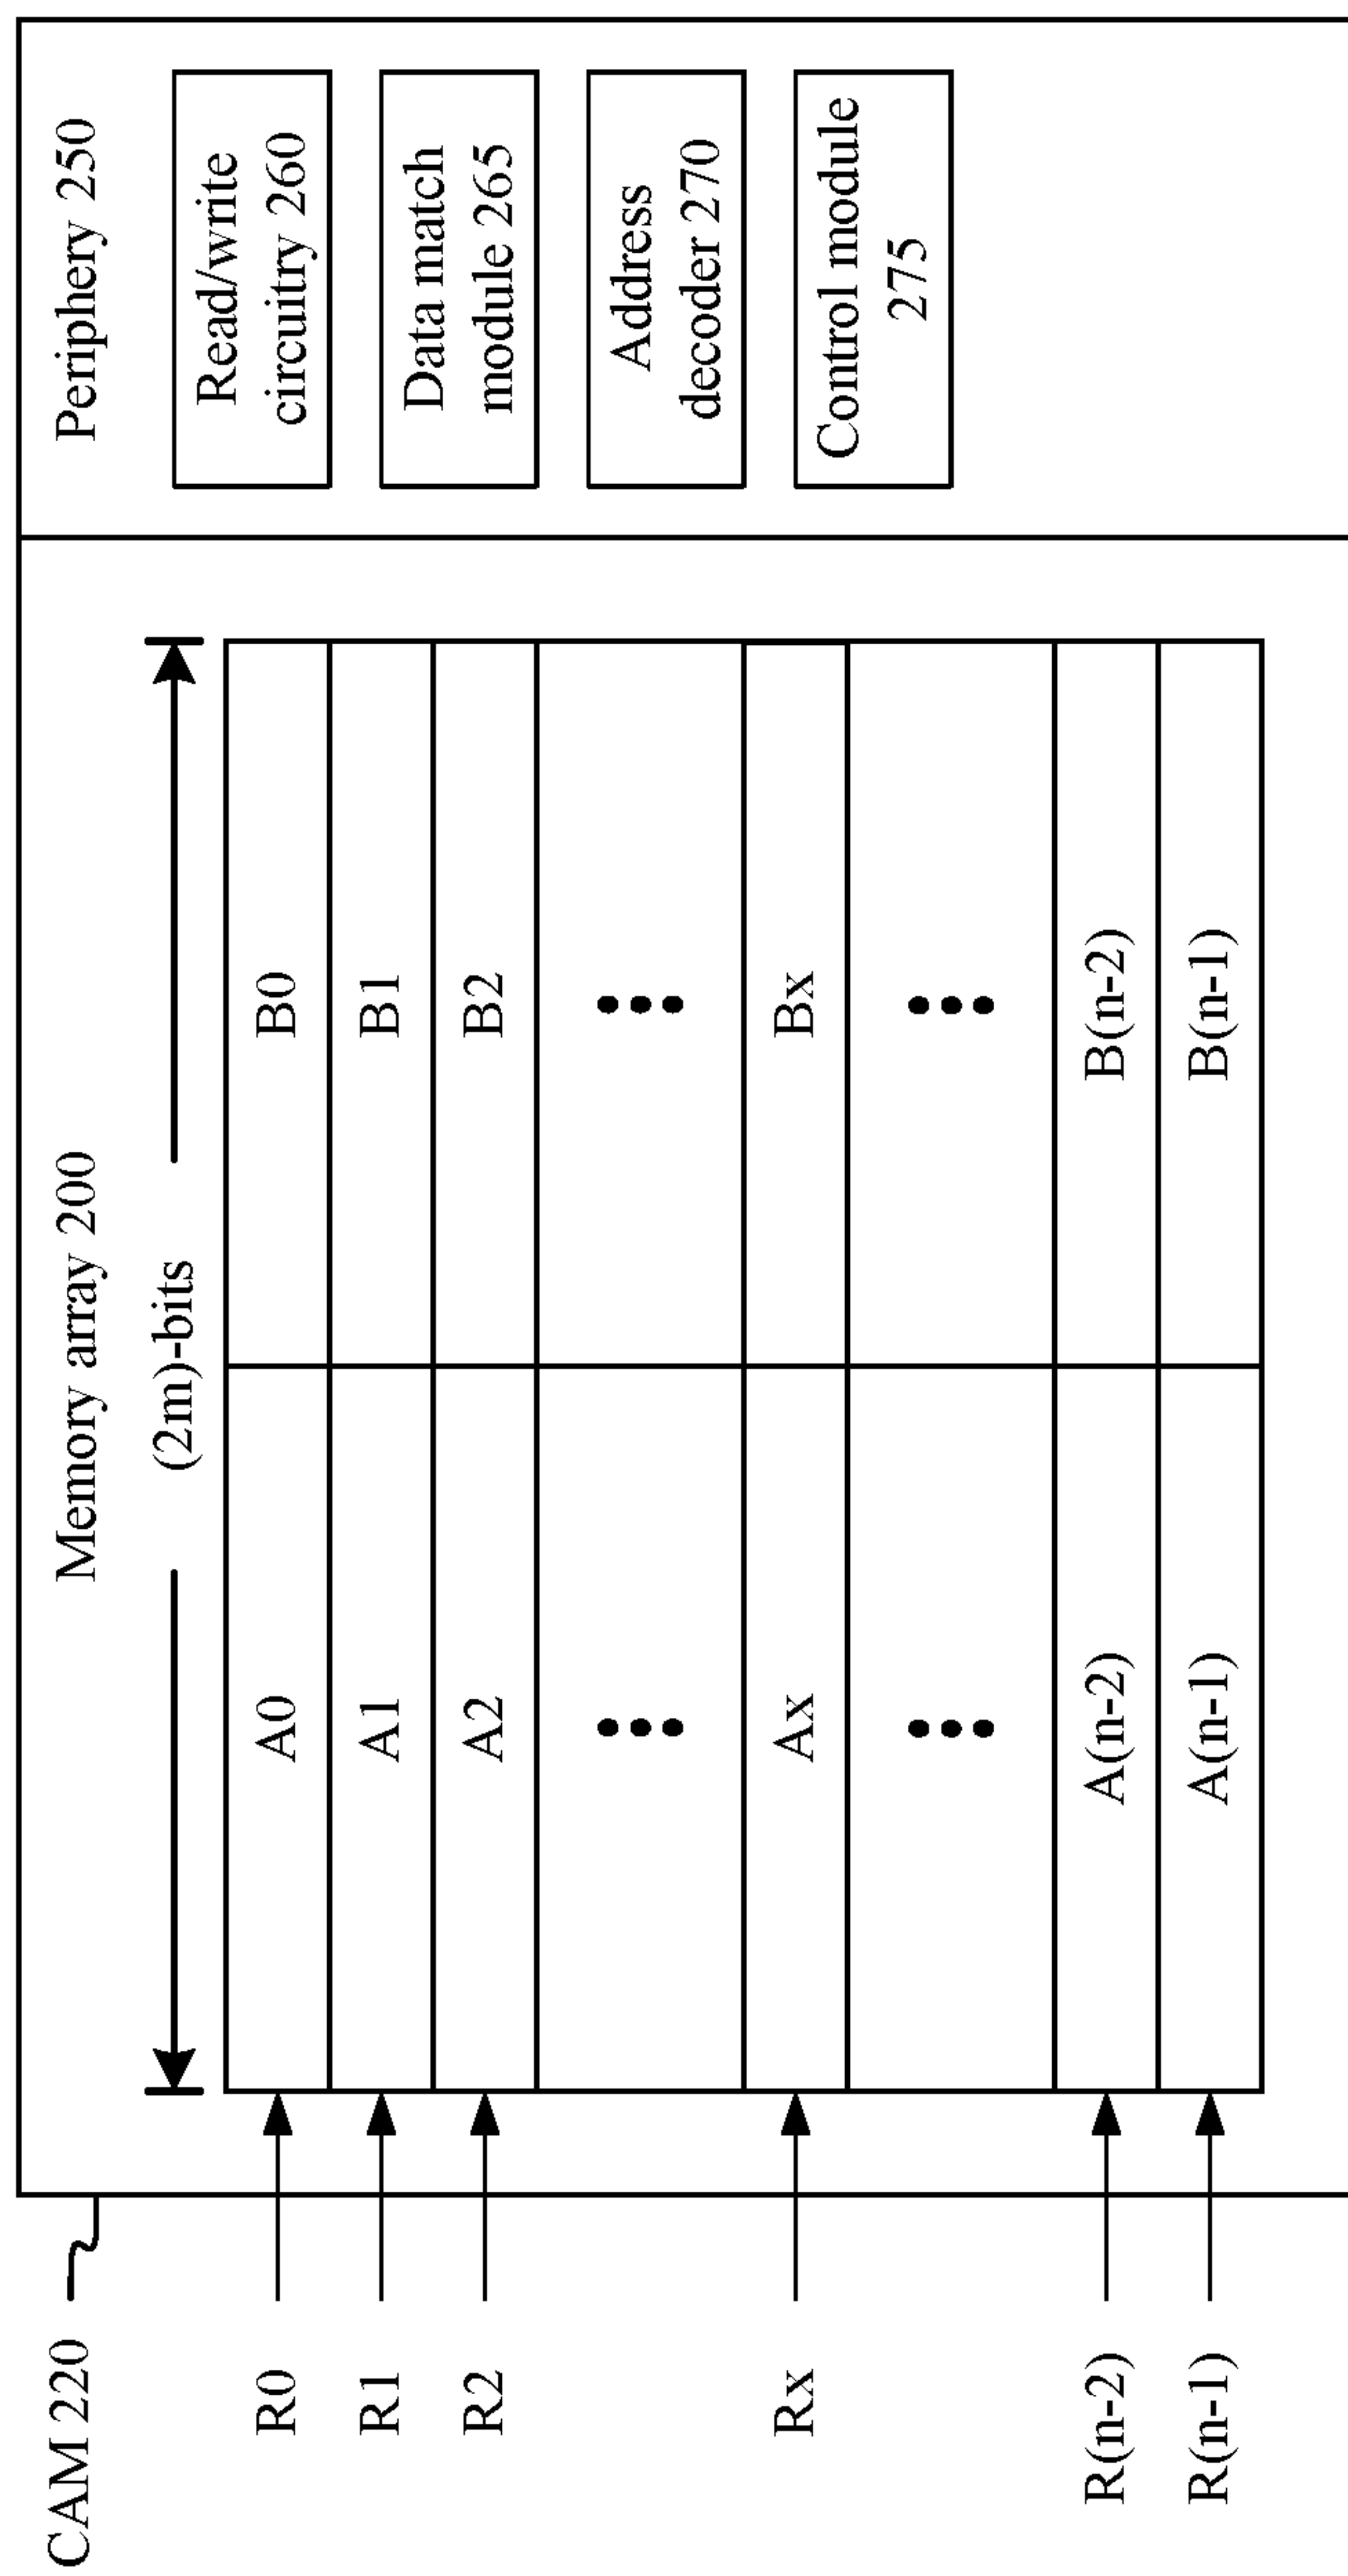 CAM 220
Memory array 200
(2m)-bits
R0
A0
B0
R1
A1
B1
R2
A2
B2
Rx
Ax
Bx
R(n-2)
A(n-2)
B(n-2)
R(n-1)
A(n-1)
B(n-1)
Periphery 250
Read/write
circuitry 260
Data match
module 265
Address
decoder 270
Control module
275